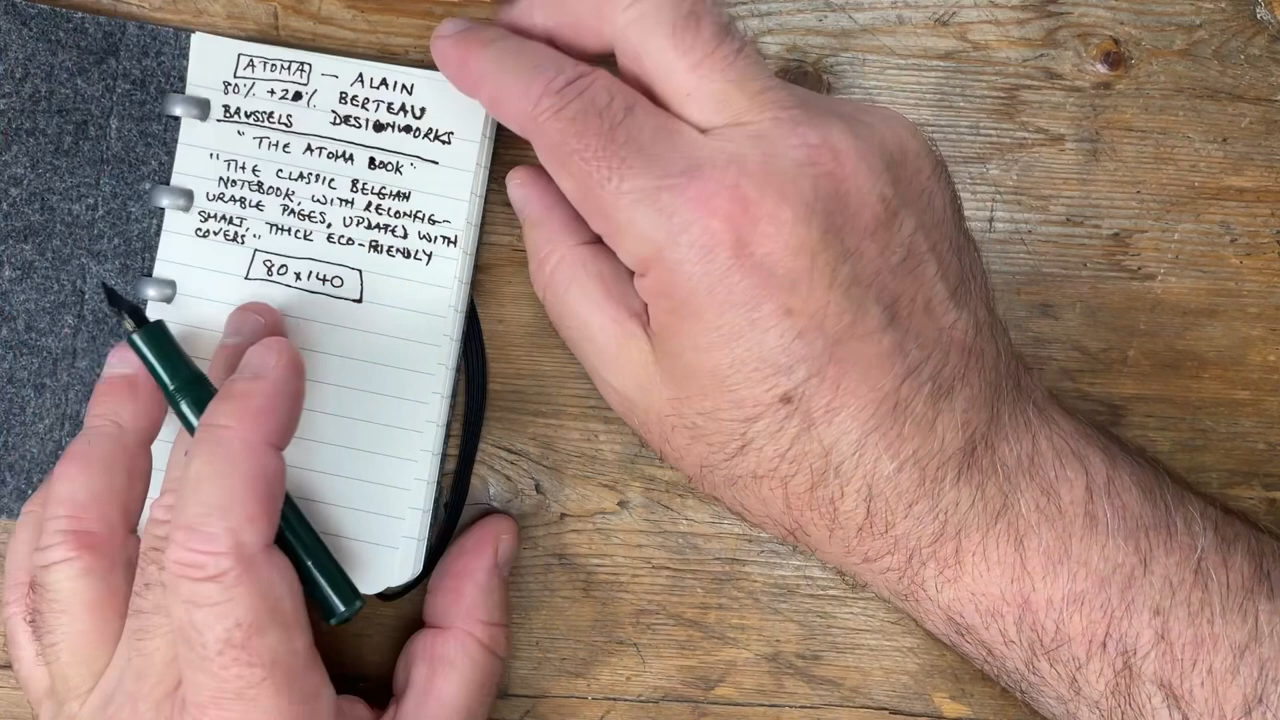 ATOMA — ALAIN
80% +20% BERTEAU
BRUSSELS DESIGNWORKS
"THE ATOMA BOOK"
"THE CLASSIC BELGIAN
NOTEBOOK, WITH RECONFIG-
URABLE PAGES, UPDATED WITH
SMART, THICK ECO-FRIENDLY
COVERS"
80x140